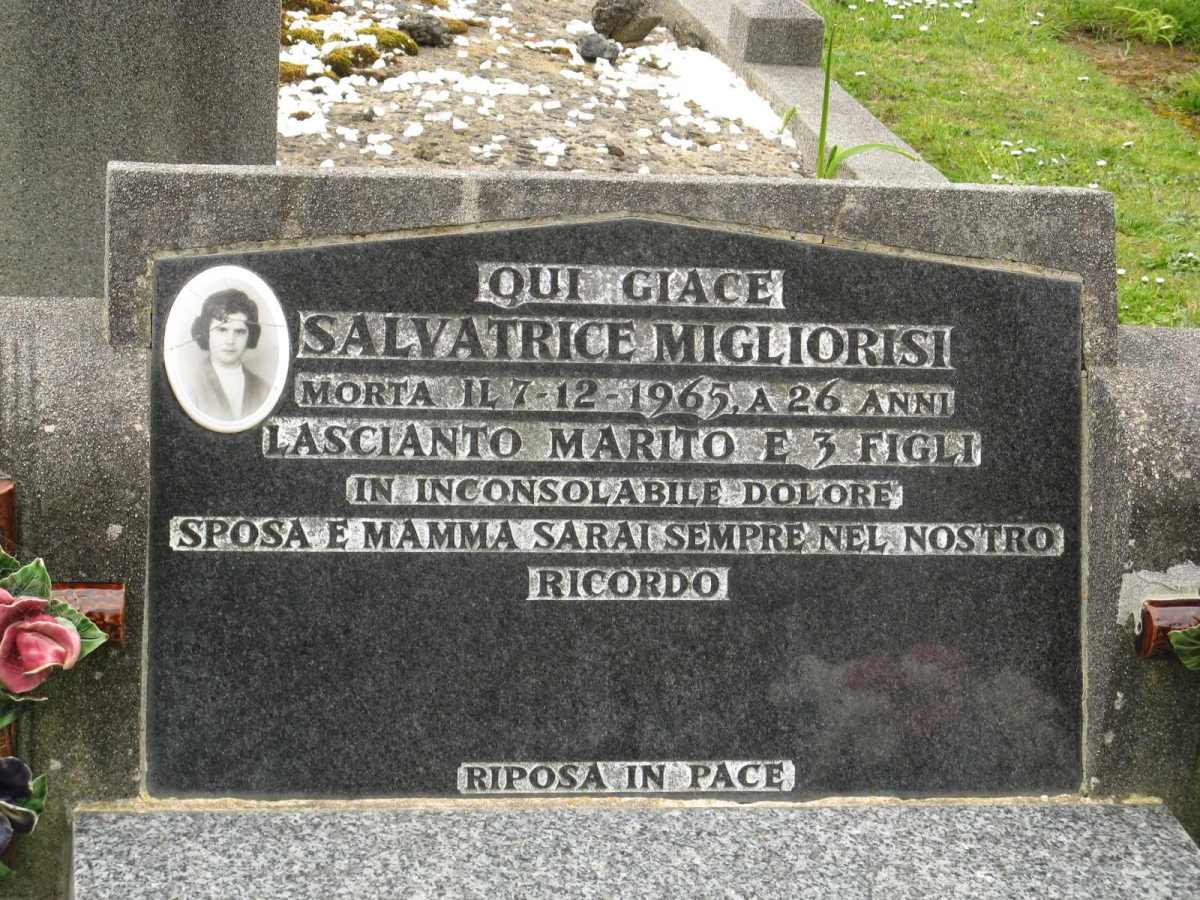 QUI GIACE
SALVATRICE MIGLIORISI
MORTA IL 7-12-1965, A 26 ANNI
LASCIANTO MARITO E 3 FIGLI
IN INCONSOLABILE DOLORE
SPOSA E MAMMA SARAI SEMPRE NEL NOSTRO
RICORDO
RIPOSA IN PACE